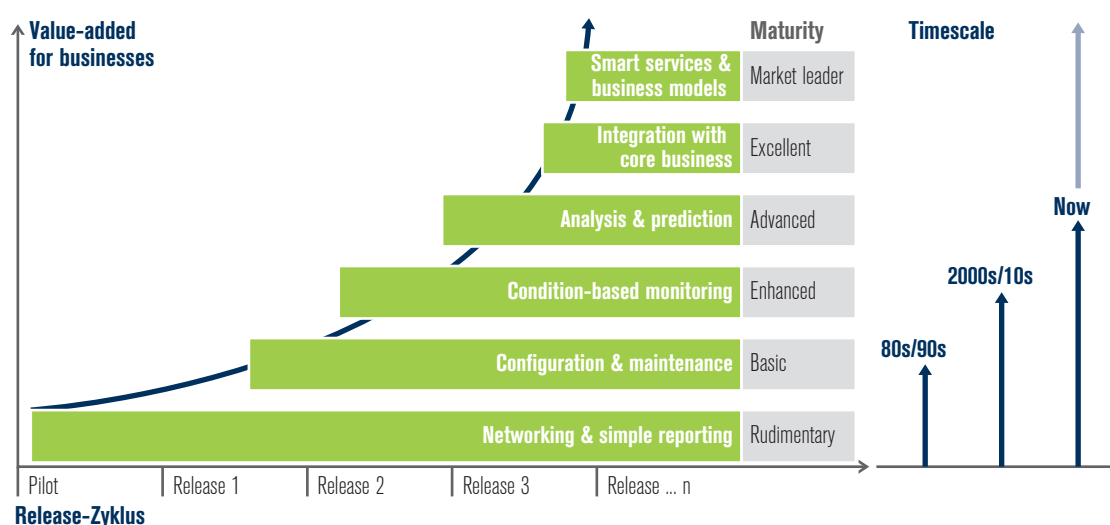 Value-added
for businesses
Maturity
Timescale
Smart services &
business models
Market leader
Integration with
core business
Excellent
Analysis & prediction
Advanced
Now
Condition-based monitoring
Enhanced
2000s/10s
Configuration & maintenance
Basic
80s/90s
Networking & simple reporting
Rudimentary
Pilot
Release 1
Release 2
Release 3
Release ... n
Release-Zyklus